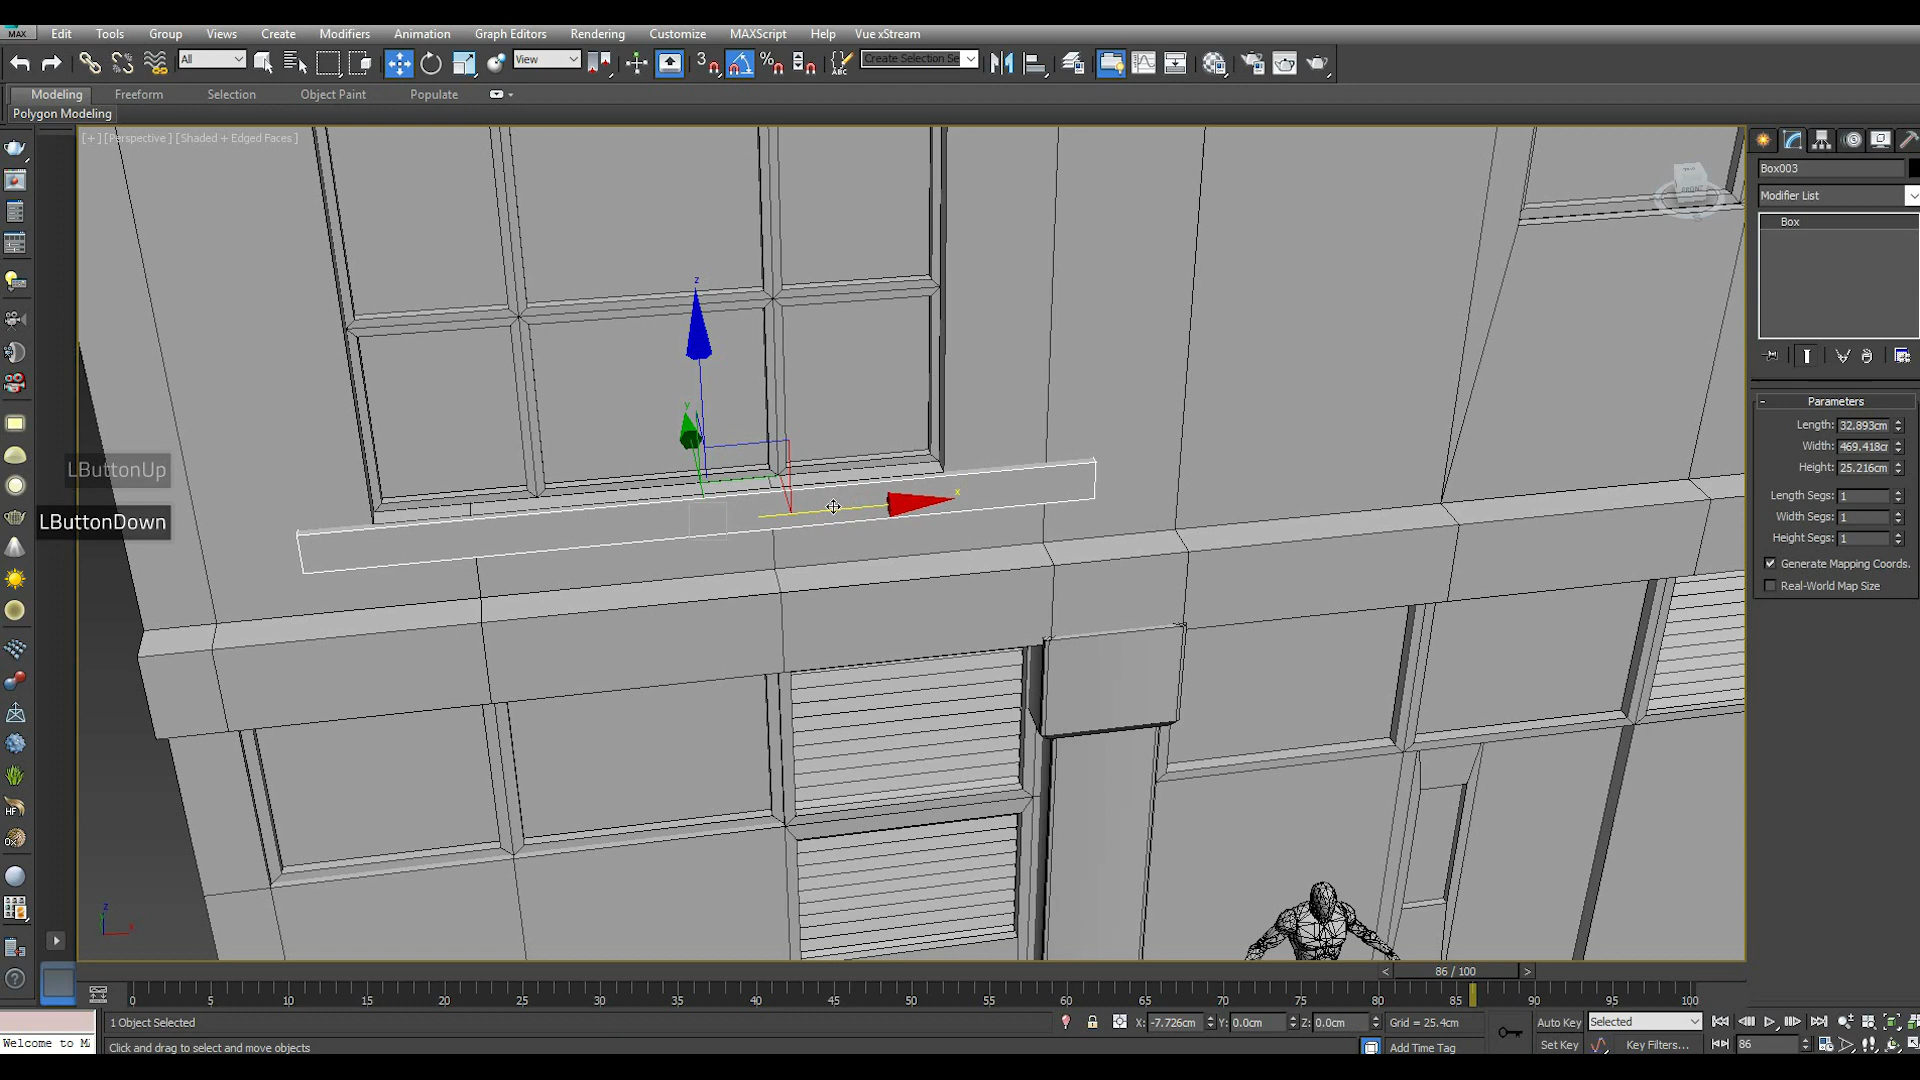 MAX Edit Tools Group Views Create Modifiers Animation Graph Editors Rendering Customize MAXScript Help Vue xStream
All View 3 % ABC Create Selection Se
Modeling Freeform Selection Object Paint Populate
Polygon Modeling
[+] [Perspective ] [Shaded + Edged Faces ]
FRONT
Box003
Modifier List
Box
z
y
x
LButtonUp
LButtonDown
- Parameters
Length: 32.893cm
Width: 469.418cr
Height: 25.216cm
Length Segs: 1
Width Segs: 1
Height Segs: 1
Generate Mapping Coords.
Real-World Map Size
HF
z
x
?
< 86 / 100 >
0 5 10 15 20 25 30 35 40 45 50 55 60 65 70 75 80 85 90 95 100
1 Object Selected X: -7.726cm Y: 0.0cm Z: 0.0cm Grid = 25.4cm Auto Key Selected
Welcome to MA Click and drag to select and move objects Add Time Tag Set Key Key Filters... 86